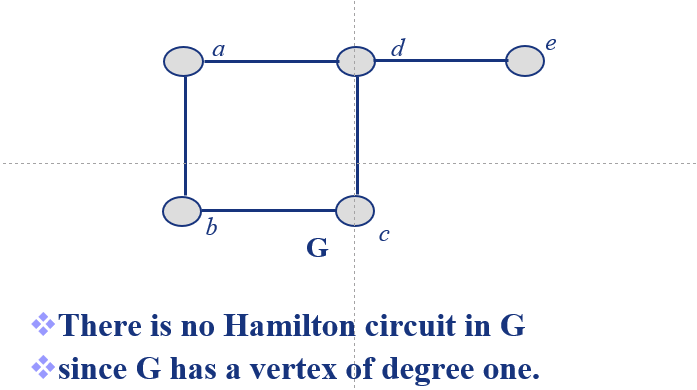 a
d
e
b
c
G
❖There is no Hamilton circuit in G
❖since G has a vertex of degree one.